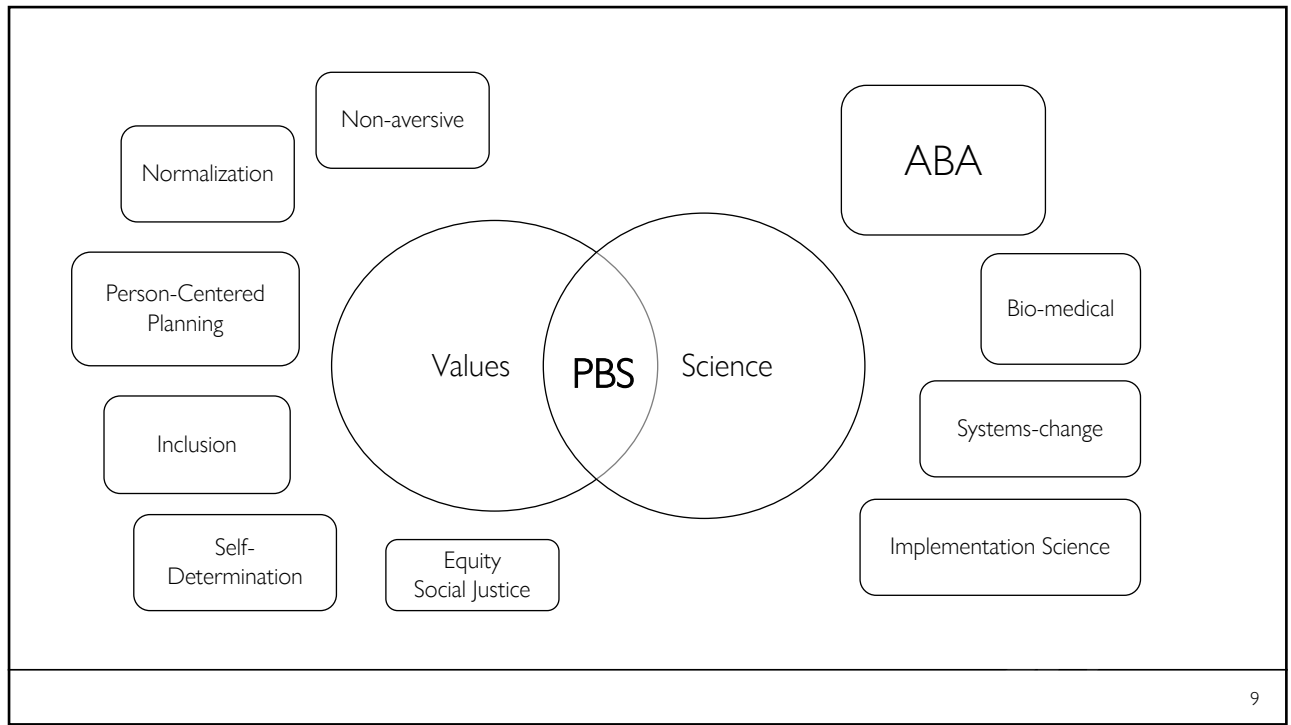 Non-aversive
Normalization
Person-Centered
Planning
Inclusion
Self-
Determination
Equity
Social Justice
Values
PBS
Science
ABA
Bio-medical
Systems-change
Implementation Science
9